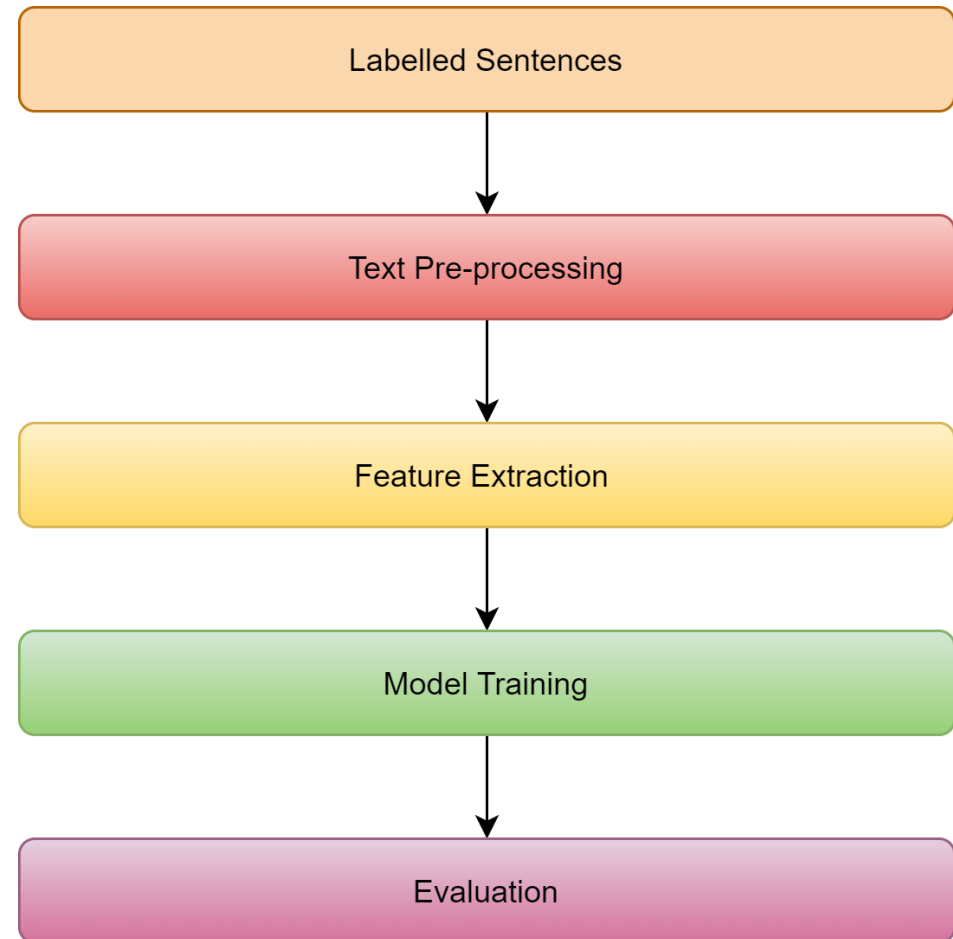 Labelled Sentences
Text Pre-processing
Feature Extraction
Model Training
Evaluation